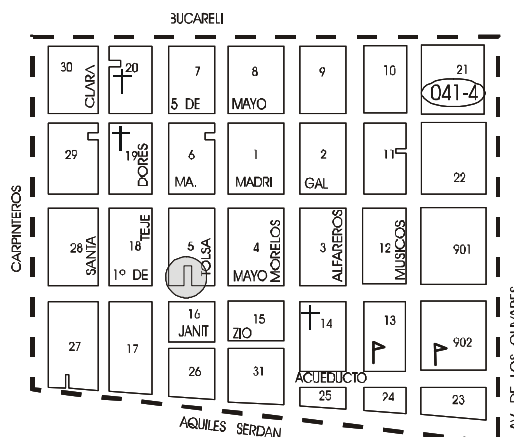 BUCARELI
30 CLARA 20 7 8 9 10 21
5 DE MAYO 041-4
29 19 DORES 6 1 2 11 22
MA. MADRI GAL
CARPINTEROS
28 SANTA 18 TEJE 5 TOLSA 4 MORELOS 3 ALFAREROS 12 MUSICOS 901
1º DE MAYO
27 17 16 15 14 13 902
JANIT ZIO
26 31 ACUEDUCTO
25 24 23
AQUILES SERDAN
AV. DE LOS OLIVARES